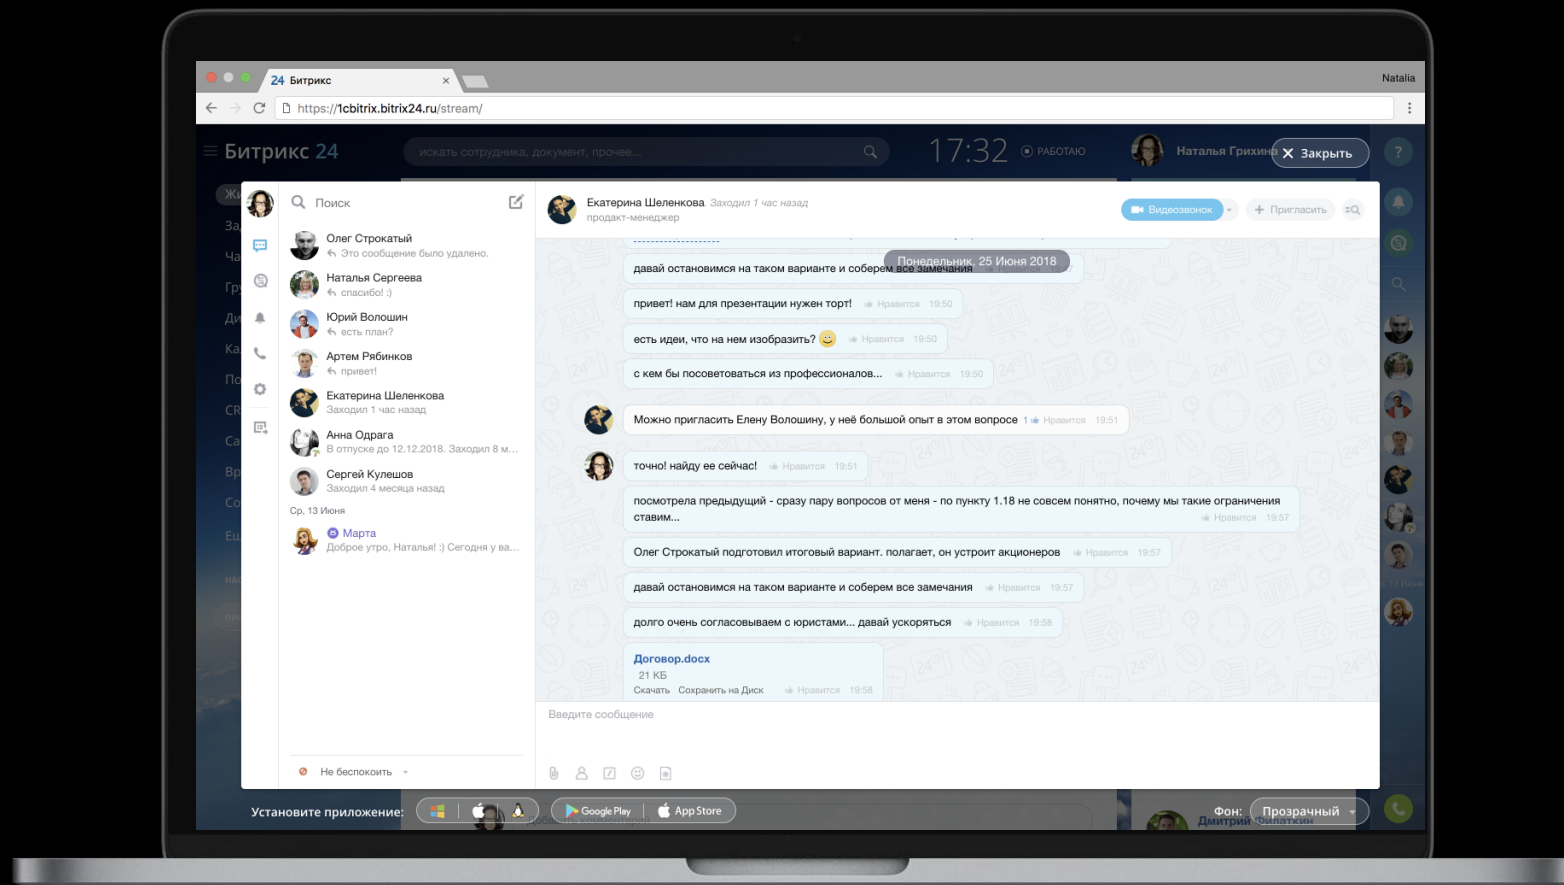 24 Битрикс
Natalia
https://1cbitrix.bitrix24.ru/stream/
Битрикс 24
искать сотрудника, документ, прочее...
17:32
РАБОТАЮ
Наталья Грихина
Закрыть
?
Поиск
Олег Строкатый
Это сообщение было удалено.
Наталья Сергеева
спасибо! :)
Юрий Волошин
есть план?
Артем Рябинков
привет!
Екатерина Шеленкова
Заходил 1 час назад
Анна Одрага
В отпуске до 12.12.2018. Заходил 8 м...
Сергей Кулешов
Заходил 4 месяца назад
Ср, 13 Июня
Марта
Доброе утро, Наталья! :) Сегодня у ва...
Не беспокоить
Екатерина Шеленкова Заходил 1 час назад
продакт-менеджер
Видеозвонок
Пригласить
Понедельник, 25 Июня 2018
давай остановимся на таком варианте и соберем все замечания Нравится 19:57
привет! нам для презентации нужен торт! Нравится 19:50
есть идеи, что на нем изобразить? Нравится 19:50
с кем бы посоветоваться из профессионалов... Нравится 19:50
Можно пригласить Елену Волошину, у неё большой опыт в этом вопросе 1 Нравится 19:51
точно! найду ее сейчас! Нравится 19:51
посмотрела предыдущий - сразу пару вопросов от меня - по пункту 1.18 не совсем понятно, почему мы такие ограничения
ставим... Нравится 19:57
Олег Строкатый подготовил итоговый вариант. полагает, он устроит акционеров Нравится 19:57
давай остановимся на таком варианте и соберем все замечания Нравится 19:57
долго очень согласовываем с юристами... давай ускоряться Нравится 19:58
Договор.docx
21 КБ
Скачать Сохранить на Диск Нравится 19:58
Введите сообщение
Установите приложение:
Google Play
App Store
Добавить комментарий
Фон:
Прозрачный
Дмитрий Филаткин